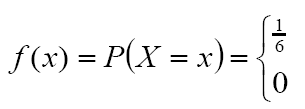 f(x) = P(X = x) = { 1/6
0